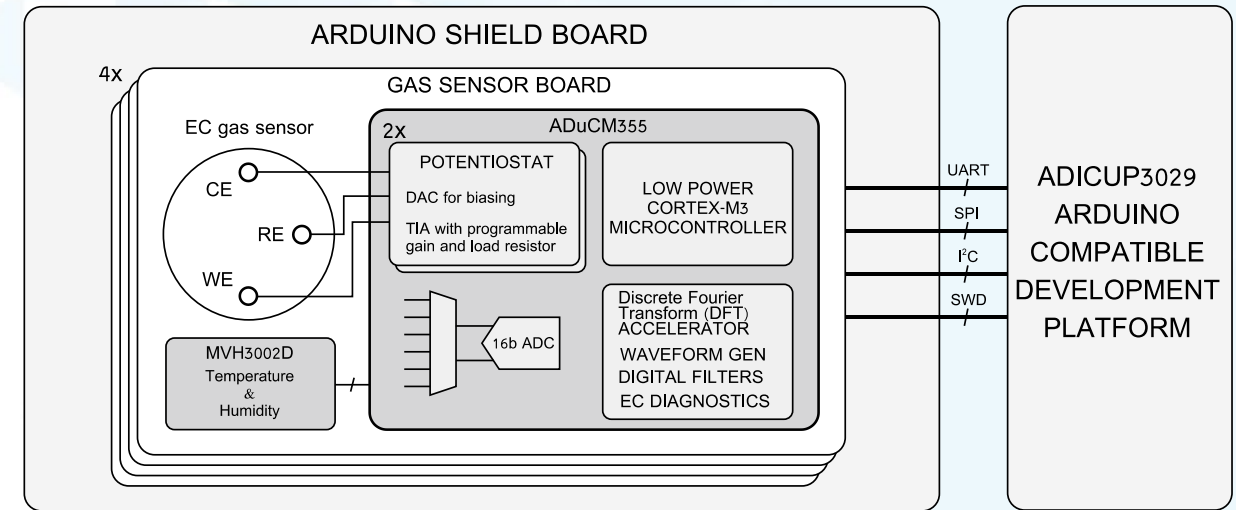 ARDUINO SHIELD BOARD
4x
GAS SENSOR BOARD
EC gas sensor
CE
RE
WE
MVH3002D
Temperature
&
Humidity
2x
ADuCM355
POTENTIOSTAT
DAC for biasing
TIA with programmable
gain and load resistor
LOW POWER
CORTEX-M3
MICROCONTROLLER
16b ADC
Discrete Fourier
Transform (DFT)
ACCELERATOR
WAVEFORM GEN
DIGITAL FILTERS
EC DIAGNOSTICS
UART
SPI
I²C
SWD
ADICUP3029
ARDUINO
COMPATIBLE
DEVELOPMENT
PLATFORM